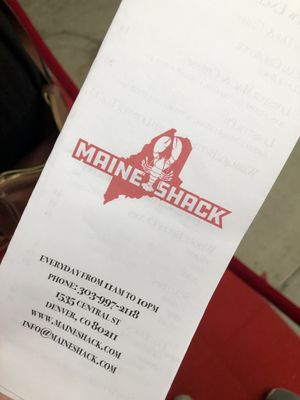 MAINE SHACK
EVERYDAY FROM 11AM TO 10PM
PHONE: 303-997-2118
1535 CENTRAL ST
DENVER, CO 80211
WWW.MAINESHACK.COM
INFO@MAINESHACK.COM